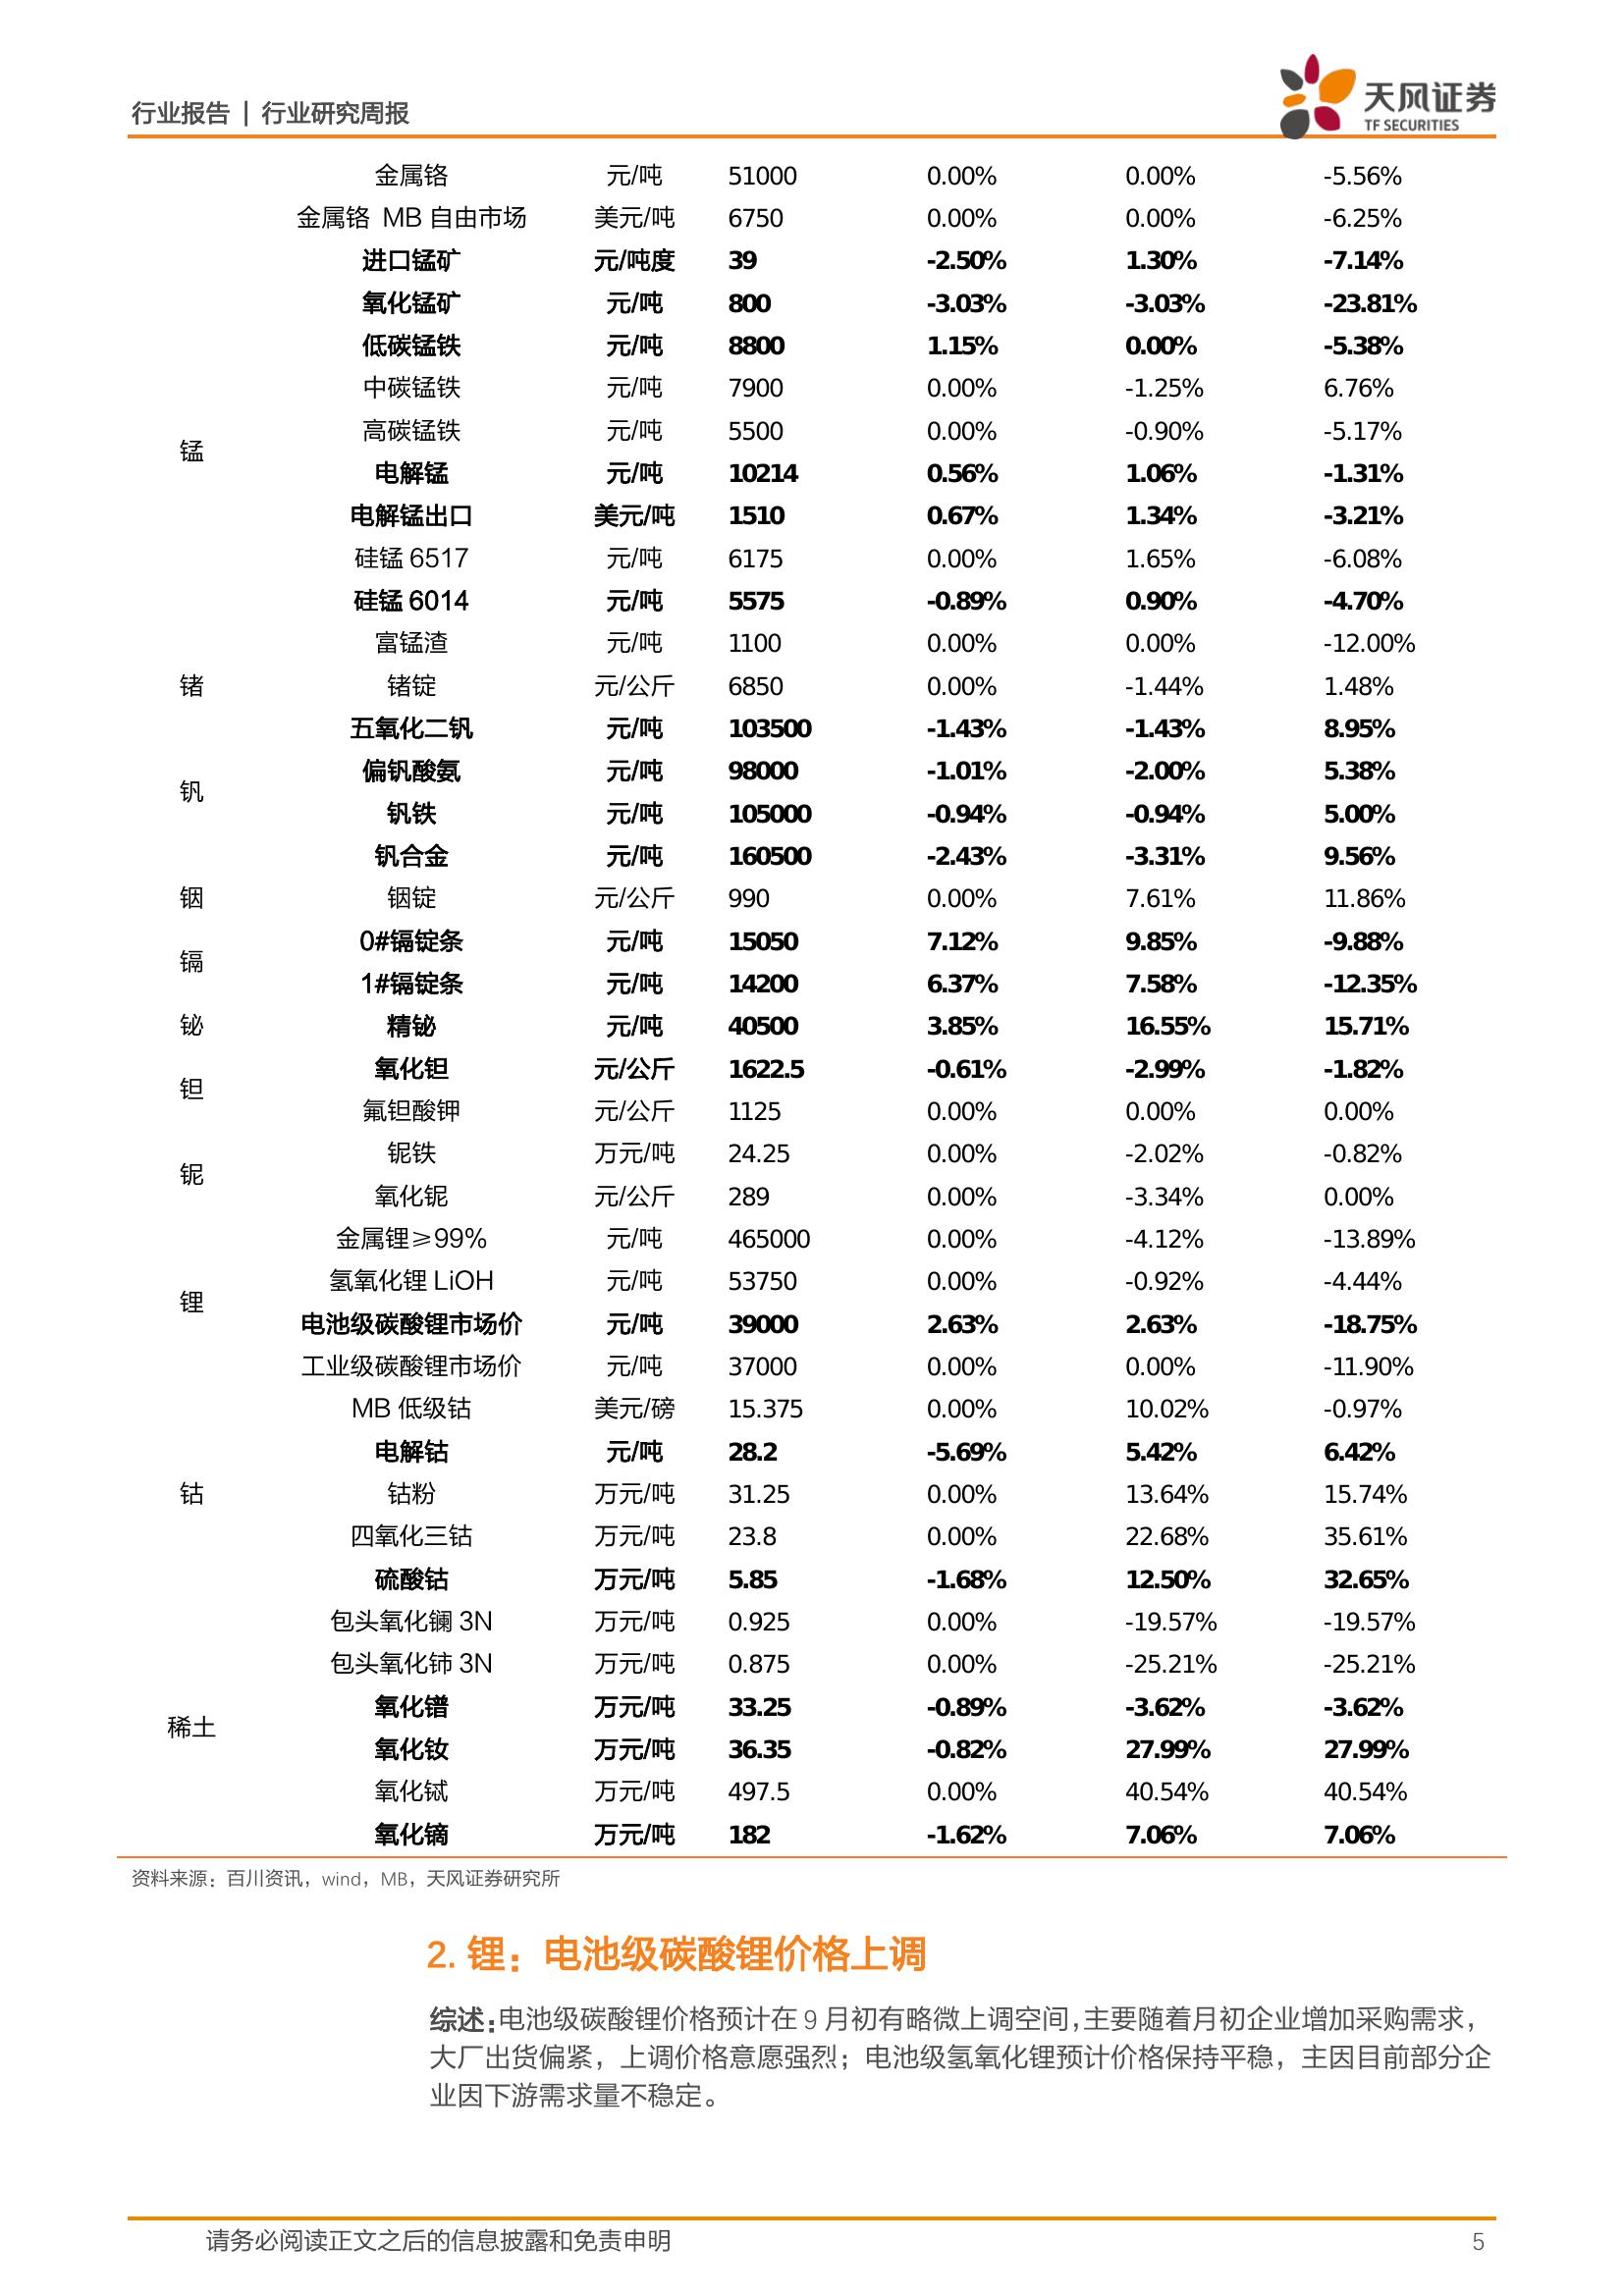 行业报告 | 行业研究周报
天风证券
TF SECURITIES
金属铬 元/吨 51000 0.00% 0.00% -5.56%
金属铬 MB 自由市场 美元/吨 6750 0.00% 0.00% -6.25%
进口锰矿 元/吨度 39 -2.50% 1.30% -7.14%
氧化锰矿 元/吨 800 -3.03% -3.03% -23.81%
低碳锰铁 元/吨 8800 1.15% 0.00% -5.38%
中碳锰铁 元/吨 7900 0.00% -1.25% 6.76%
高碳锰铁 元/吨 5500 0.00% -0.90% -5.17%
锰
电解锰 元/吨 10214 0.56% 1.06% -1.31%
电解锰出口 美元/吨 1510 0.67% 1.34% -3.21%
硅锰 6517 元/吨 6175 0.00% 1.65% -6.08%
硅锰 6014 元/吨 5575 -0.89% 0.90% -4.70%
富锰渣 元/吨 1100 0.00% 0.00% -12.00%
锗 锗锭 元/公斤 6850 0.00% -1.44% 1.48%
五氧化二钒 元/吨 103500 -1.43% -1.43% 8.95%
偏钒酸氨 元/吨 98000 -1.01% -2.00% 5.38%
钒
钒铁 元/吨 105000 -0.94% -0.94% 5.00%
钒合金 元/吨 160500 -2.43% -3.31% 9.56%
铟 铟锭 元/公斤 990 0.00% 7.61% 11.86%
0#镉锭条 元/吨 15050 7.12% 9.85% -9.88%
镉
1#镉锭条 元/吨 14200 6.37% 7.58% -12.35%
铋 精铋 元/吨 40500 3.85% 16.55% 15.71%
氧化钽 元/公斤 1622.5 -0.61% -2.99% -1.82%
钽
氟钽酸钾 元/公斤 1125 0.00% 0.00% 0.00%
铌铁 万元/吨 24.25 0.00% -2.02% -0.82%
铌
氧化铌 元/公斤 289 0.00% -3.34% 0.00%
金属锂≥99% 元/吨 465000 0.00% -4.12% -13.89%
氢氧化锂 LiOH 元/吨 53750 0.00% -0.92% -4.44%
锂
电池级碳酸锂市场价 元/吨 39000 2.63% 2.63% -18.75%
工业级碳酸锂市场价 元/吨 37000 0.00% 0.00% -11.90%
MB 低级钴 美元/磅 15.375 0.00% 10.02% -0.97%
电解钴 元/吨 28.2 -5.69% 5.42% 6.42%
钴 钴粉 万元/吨 31.25 0.00% 13.64% 15.74%
四氧化三钴 万元/吨 23.8 0.00% 22.68% 35.61%
硫酸钴 万元/吨 5.85 -1.68% 12.50% 32.65%
包头氧化镧 3N 万元/吨 0.925 0.00% -19.57% -19.57%
包头氧化铈 3N 万元/吨 0.875 0.00% -25.21% -25.21%
氧化镨 万元/吨 33.25 -0.89% -3.62% -3.62%
稀土
氧化钕 万元/吨 36.35 -0.82% 27.99% 27.99%
氧化铽 万元/吨 497.5 0.00% 40.54% 40.54%
氧化镝 万元/吨 182 -1.62% 7.06% 7.06%
资料来源：百川资讯，wind，MB，天风证券研究所
2. 锂：电池级碳酸锂价格上调
综述：电池级碳酸锂价格预计在 9 月初有略微上调空间，主要随着月初企业增加采购需求，
大厂出货偏紧，上调价格意愿强烈；电池级氢氧化锂预计价格保持平稳，主因目前部分企
业因下游需求量不稳定。
请务必阅读正文之后的信息披露和免责申明 5